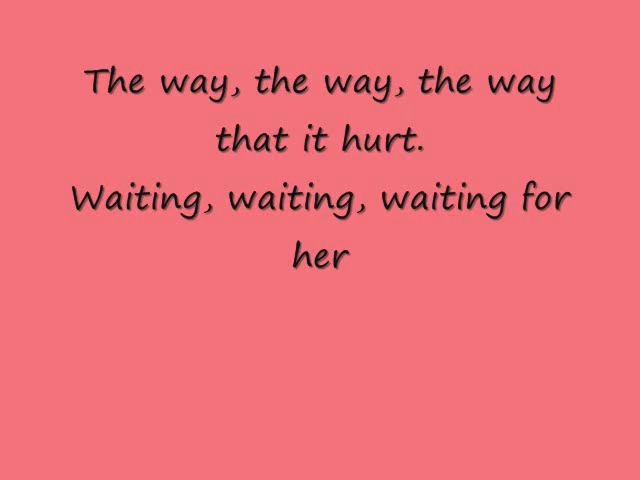 The way, the way, the way
that it hurt.
Waiting, waiting, waiting for
her